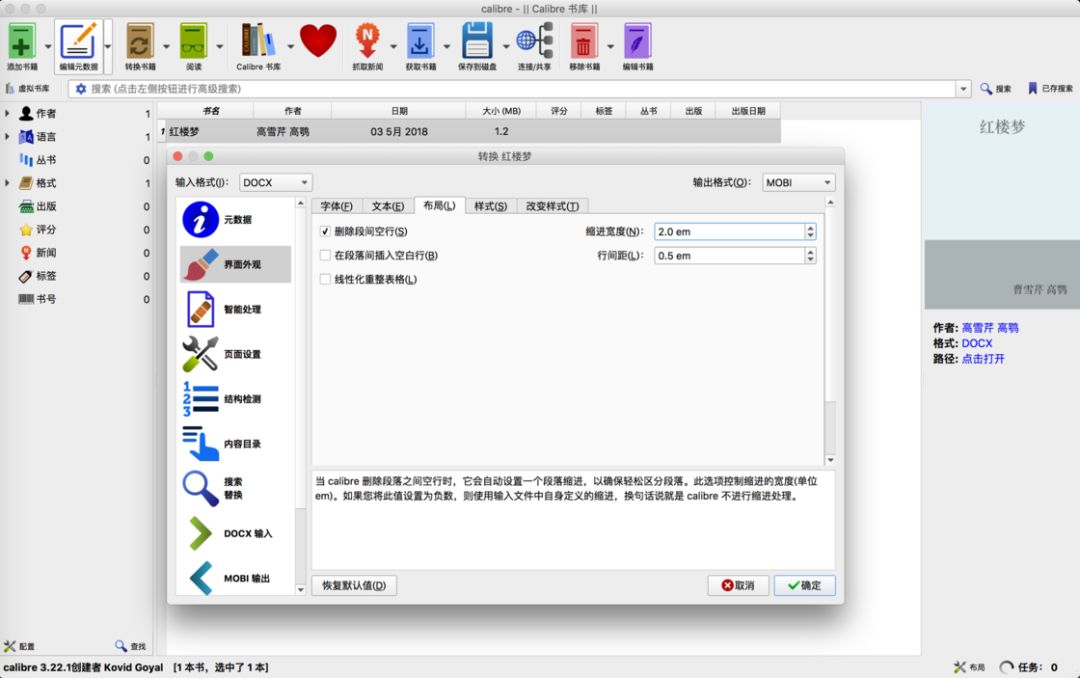 calibre - || Calibre 书库 ||
添加书籍 编辑元数据 转换书籍 阅读 Calibre 书库 抓取新闻 获取书籍 保存到磁盘 连接/共享 移除书籍 编辑书籍
虚拟书库 搜索 (点击左侧按钮进行高级搜索) 搜索 已存搜索
作者 1
语言 1
丛书 0
格式 1
出版 0
评分 0
新闻 0
标签 0
书号 0
书名 作者 日期 大小 (MB) 评分 标签 丛书 出版 出版日期
1 红楼梦 高雪芹 高鹗 03 5月 2018 1.2
转换 红楼梦
输入格式(I): DOCX 输出格式(O): MOBI
元数据
界面外观
智能处理
页面设置
结构检测
内容目录
搜索
替换
DOCX 输入
MOBI 输出
字体(F) 文本(E) 布局(L) 样式(S) 改变样式(T)
删除段间空行(S) 缩进宽度(N): 2.0 em
在段落间插入空白行(B) 行间距(L): 0.5 em
线性化重整表格(L)
当 calibre 删除段落之间空行时，它会自动设置一个段落缩进，以确保轻松区分段落。此选项控制缩进的宽度(单位
em)。如果您将此值设置为负数，则使用输入文件中自身定义的缩进，换句话说就是 calibre 不进行缩进处理。
恢复默认值(D) 取消 确定
红楼梦
曹雪芹 高鹗
作者: 高雪芹 高鹗
格式: DOCX
路径: 点击打开
配置 查找
calibre 3.22.1创建者 Kovid Goyal [1 本书，选中了 1 本] 布局 任务: 0